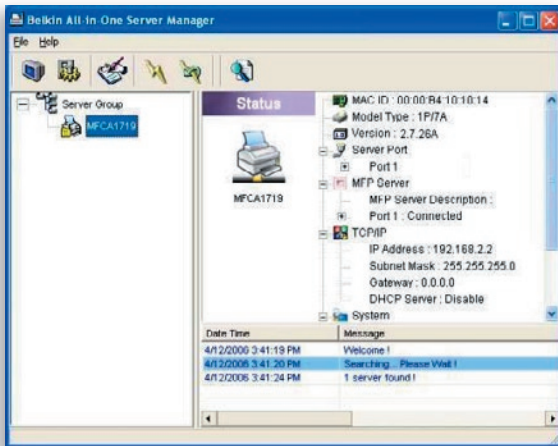 Belkin All-in-One Server Manager
File Help
Server Group
MFCA1719
Status
MFCA1719
MAC ID : 00:00:B4:10:10:14
Model Type : 1P/7A
Version : 2.7.26A
Server Port
Port 1
MFP Server
MFP Server Description :
Port 1 : Connected
TCP/IP
IP Address : 192.168.2.2
Subnet Mask : 255.255.255.0
Gateway : 0.0.0.0
DHCP Server : Disable
System
Date Time Message
4/12/2006 3:41:19 PM Welcome !
4/12/2006 3:41:20 PM Searching... Please Wait !
4/12/2006 3:41:24 PM 1 server found !